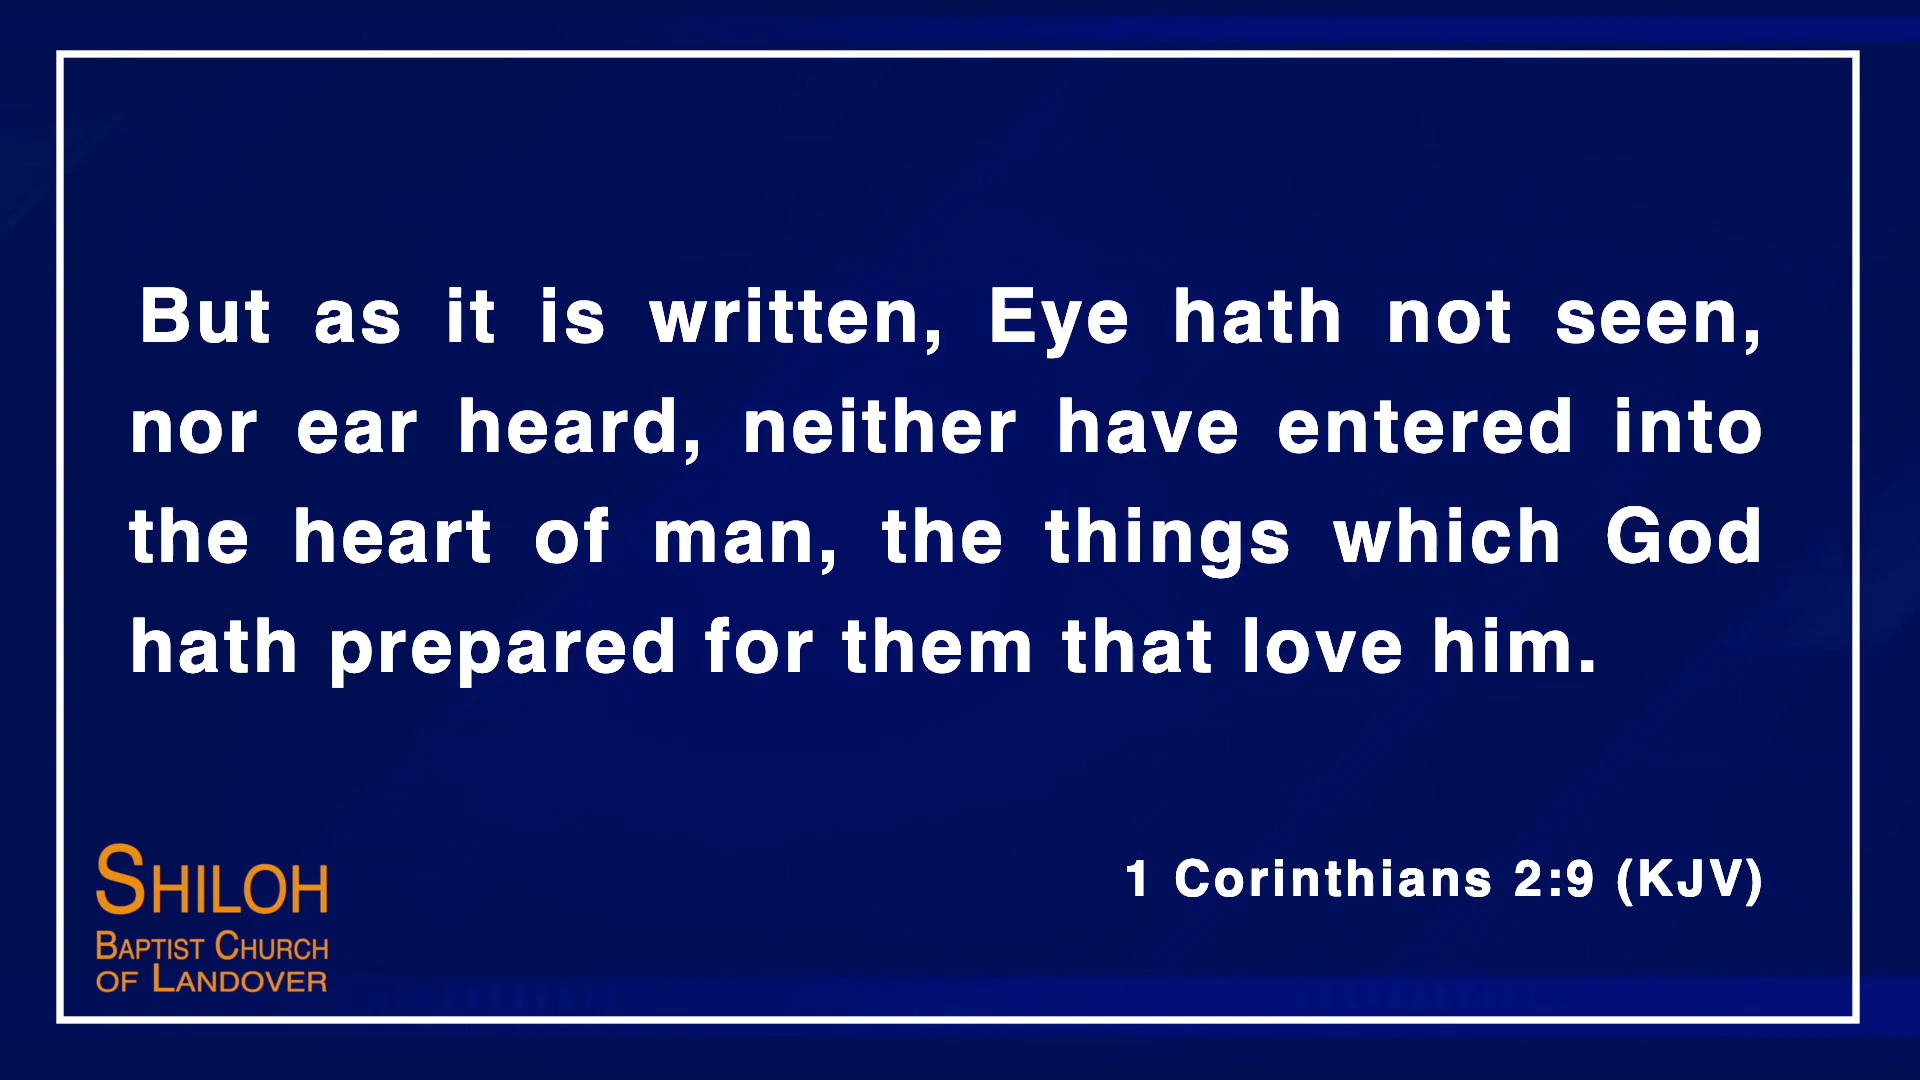 But as it is written, Eye hath not seen,
nor ear heard, neither have entered into
the heart of man, the things which God
hath prepared for them that love him.
1 Corinthians 2:9 (KJV)
SHILOH
BAPTIST CHURCH
OF LANDOVER